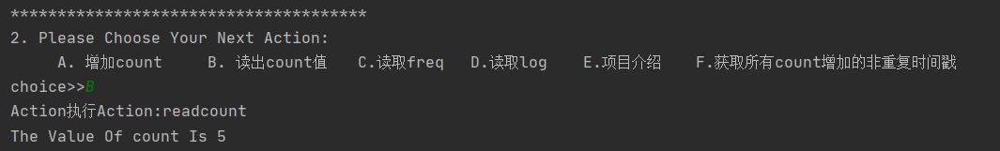 **************************************
2. Please Choose Your Next Action:
A. 增加count B. 读出count值 C.读取freq D.读取log E.项目介绍 F.获取所有count增加的非重复时间戳
choice>>B
Action执行Action:readcount
The Value Of count Is 5